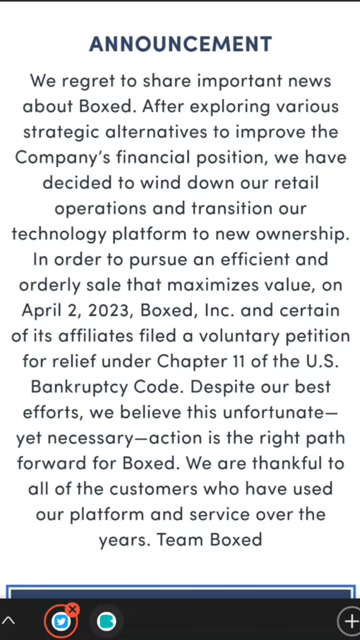 ANNOUNCEMENT
We regret to share important news
about Boxed. After exploring various
strategic alternatives to improve the
Company's financial position, we have
decided to wind down our retail
operations and transition our
technology platform to new ownership.
In order to pursue an efficient and
orderly sale that maximizes value, on
April 2, 2023, Boxed, Inc. and certain
of its affiliates filed a voluntary petition
for relief under Chapter 11 of the U.S.
Bankruptcy Code. Despite our best
efforts, we believe this unfortunate—
yet necessary—action is the right path
forward for Boxed. We are thankful to
all of the customers who have used
our platform and service over the
years. Team Boxed